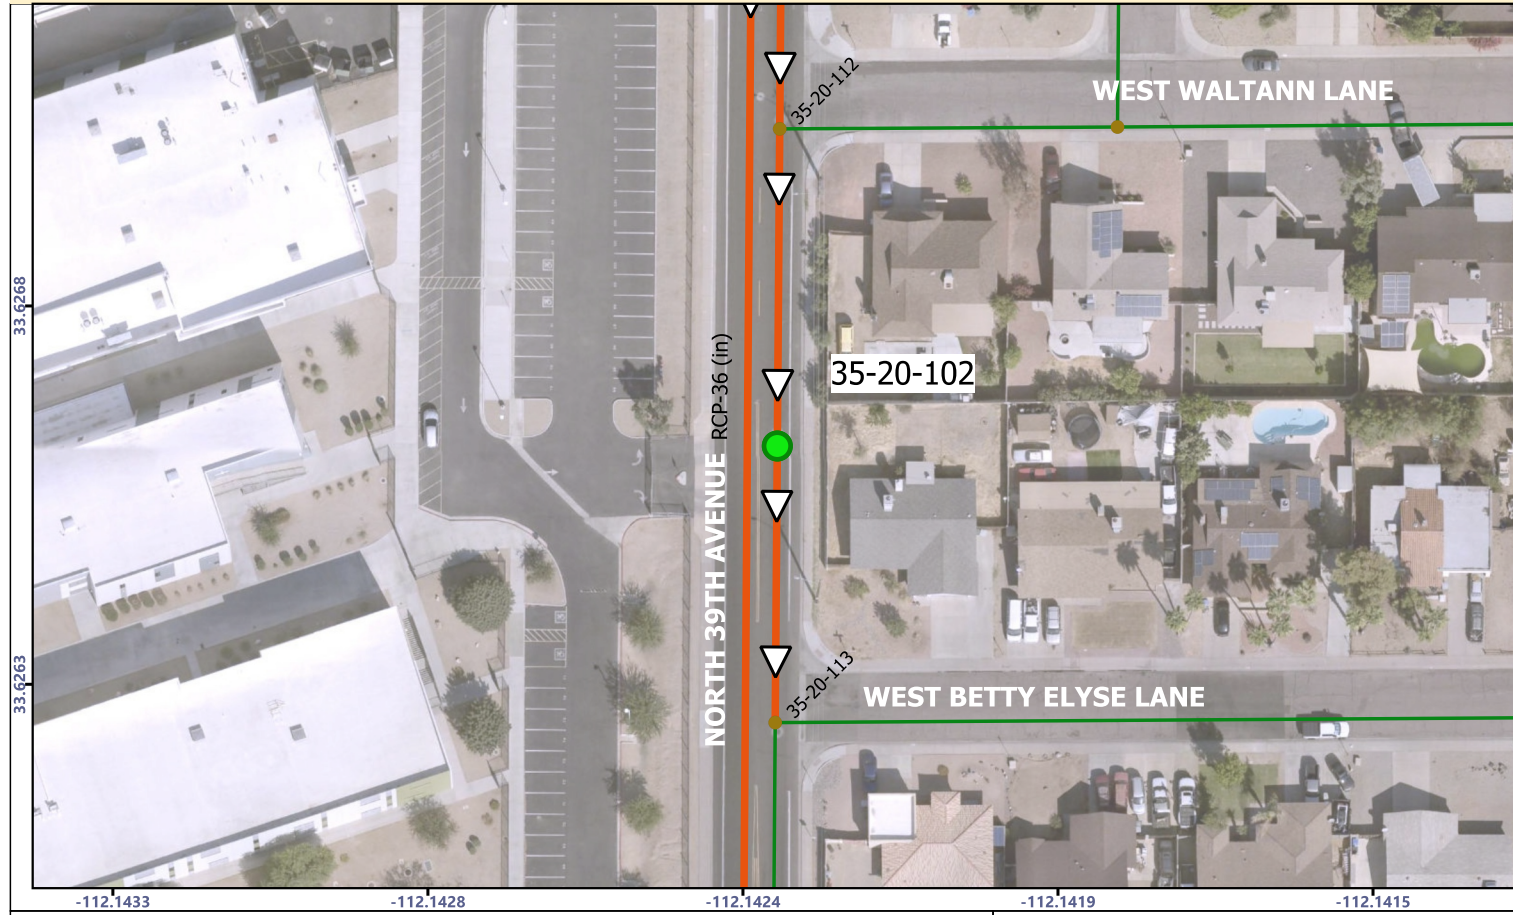 WEST WALTANN LANE
35-20-112
33.6268
RCP-36 (in)
35-20-102
NORTH 39TH AVENUE
35-20-113
33.6263
WEST BETTY ELYSE LANE
-112.1433
-112.1428
-112.1424
-112.1419
-112.1415